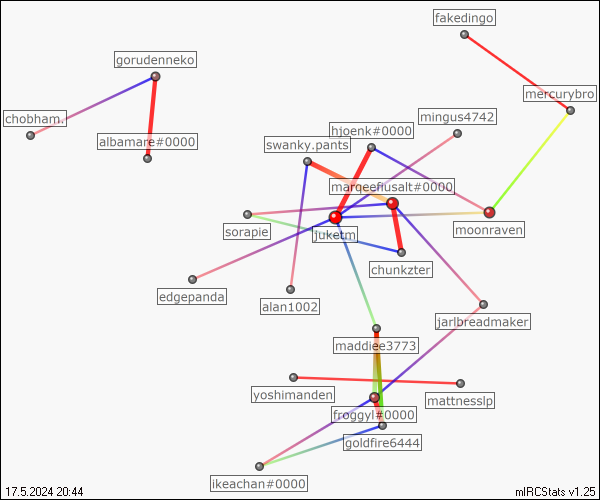 fakedingo
gorudenneko
mercurybro
chobham.
mingus4742
hjoenk#0000
albamare#0000
swanky.pants
marqeefiusalt#0000
sorapie
juketm
moonraven
chunkzter
edgepanda
alan1002
jarlbreadmaker
maddiee3773
yoshimanden
mattnesslp
froggyl#0000
goldfire6444
ikeachan#0000
17.5.2024 20:44
mIRCStats v1.25